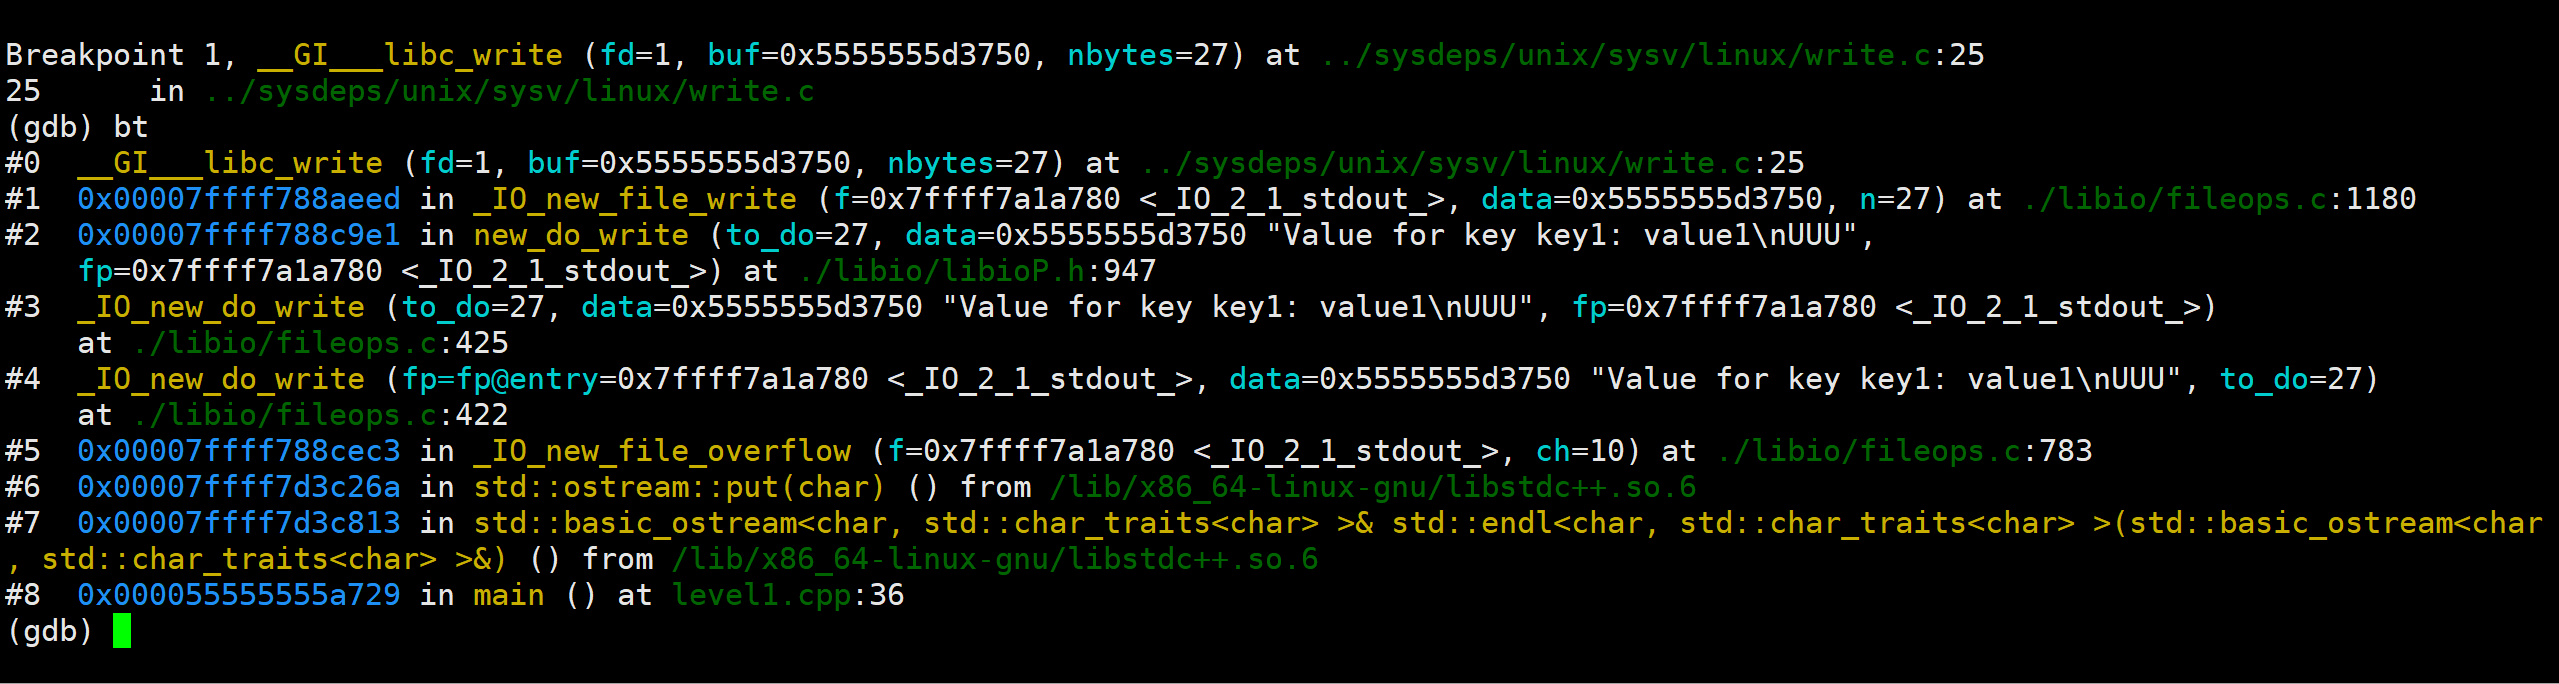 Breakpoint 1, __GI___libc_write (fd=1, buf=0x5555555d3750, nbytes=27) at ../sysdeps/unix/sysv/linux/write.c:25
25      in ../sysdeps/unix/sysv/linux/write.c
(gdb) bt
#0  __GI___libc_write (fd=1, buf=0x5555555d3750, nbytes=27) at ../sysdeps/unix/sysv/linux/write.c:25
#1  0x00007ffff788aeed in _IO_new_file_write (f=0x7ffff7a1a780 <_IO_2_1_stdout_>, data=0x5555555d3750, n=27) at ./libio/fileops.c:1180
#2  0x00007ffff788c9e1 in new_do_write (to_do=27, data=0x5555555d3750 "Value for key key1: value1\nUUU",
    fp=0x7ffff7a1a780 <_IO_2_1_stdout_>) at ./libio/libioP.h:947
#3  _IO_new_do_write (to_do=27, data=0x5555555d3750 "Value for key key1: value1\nUUU", fp=0x7ffff7a1a780 <_IO_2_1_stdout_>)
    at ./libio/fileops.c:425
#4  _IO_new_do_write (fp=fp@entry=0x7ffff7a1a780 <_IO_2_1_stdout_>, data=0x5555555d3750 "Value for key key1: value1\nUUU", to_do=27)
    at ./libio/fileops.c:422
#5  0x00007ffff788cec3 in _IO_new_file_overflow (f=0x7ffff7a1a780 <_IO_2_1_stdout_>, ch=10) at ./libio/fileops.c:783
#6  0x00007ffff7d3c26a in std::ostream::put(char) () from /lib/x86_64-linux-gnu/libstdc++.so.6
#7  0x00007ffff7d3c813 in std::basic_ostream<char, std::char_traits<char> >& std::endl<char, std::char_traits<char> >(std::basic_ostream<char
, std::char_traits<char> >&) () from /lib/x86_64-linux-gnu/libstdc++.so.6
#8  0x000055555555a729 in main () at level1.cpp:36
(gdb)